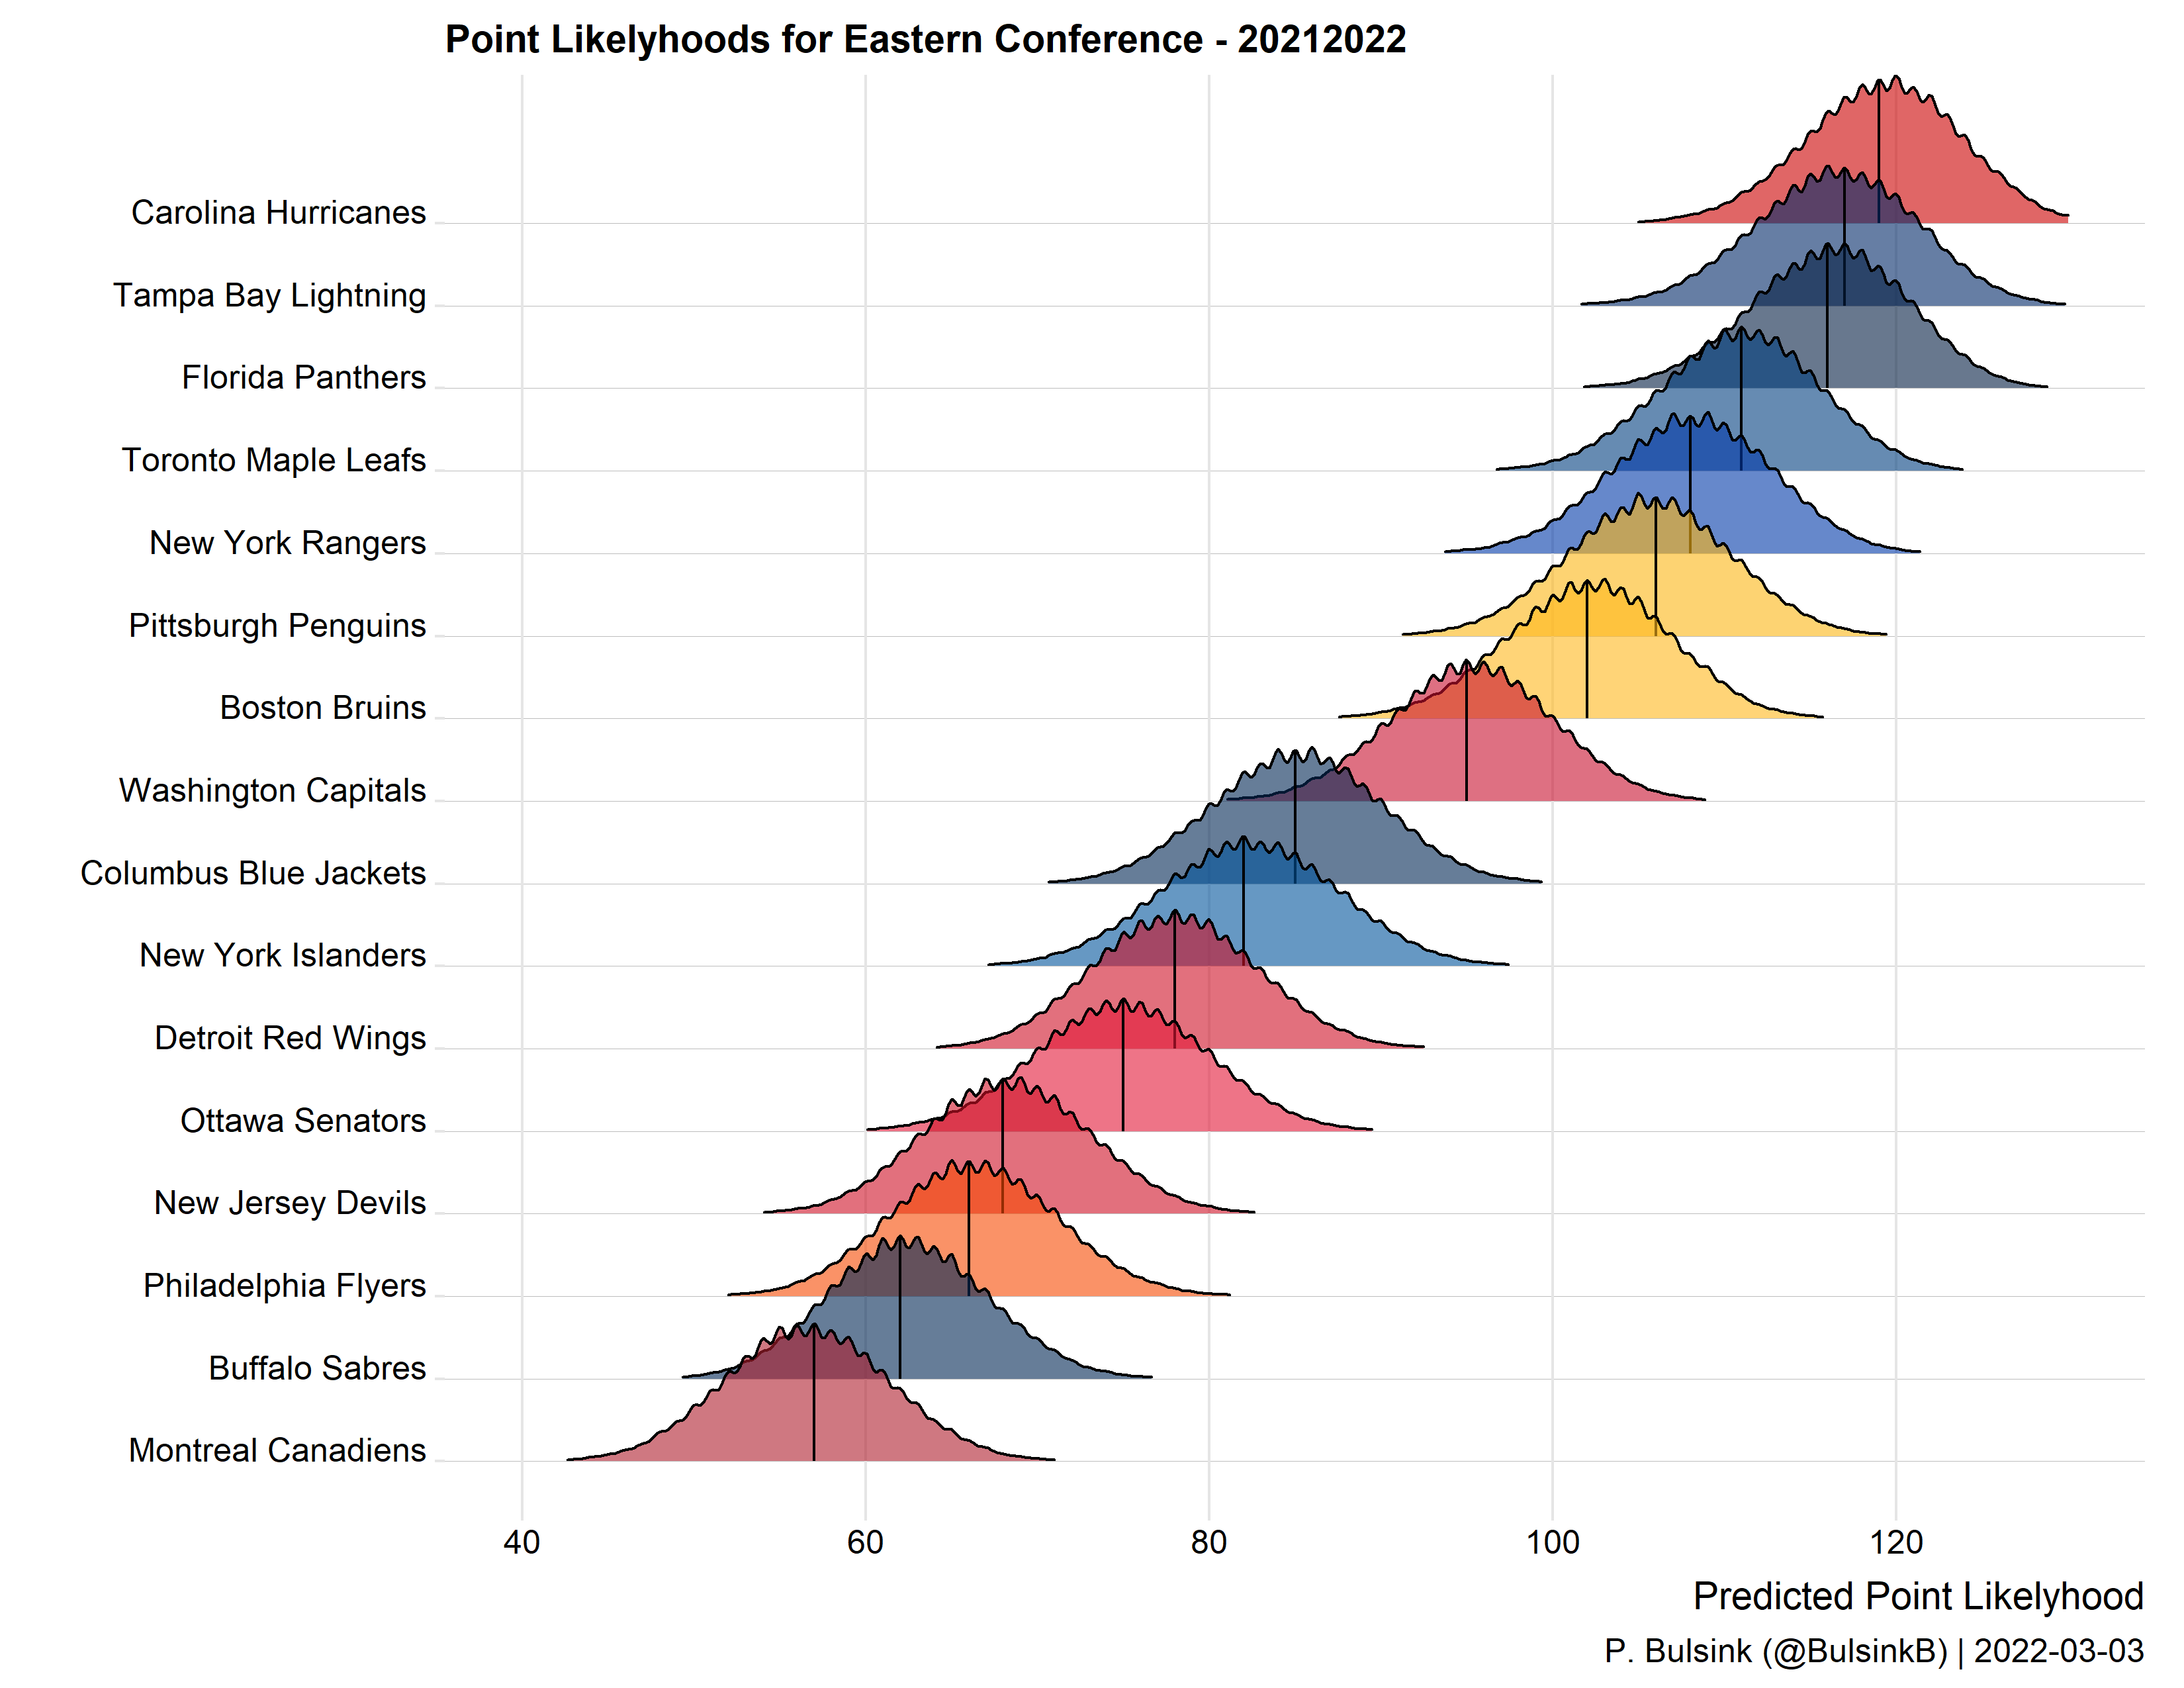 Point Likelyhoods for Eastern Conference - 20212022
Carolina Hurricanes
Tampa Bay Lightning
Florida Panthers
Toronto Maple Leafs
New York Rangers
Pittsburgh Penguins
Boston Bruins
Washington Capitals
Columbus Blue Jackets
New York Islanders
Detroit Red Wings
Ottawa Senators
New Jersey Devils
Philadelphia Flyers
Buffalo Sabres
Montreal Canadiens
40 60 80 100 120
Predicted Point Likelyhood
P. Bulsink (@BulsinkB) | 2022-03-03